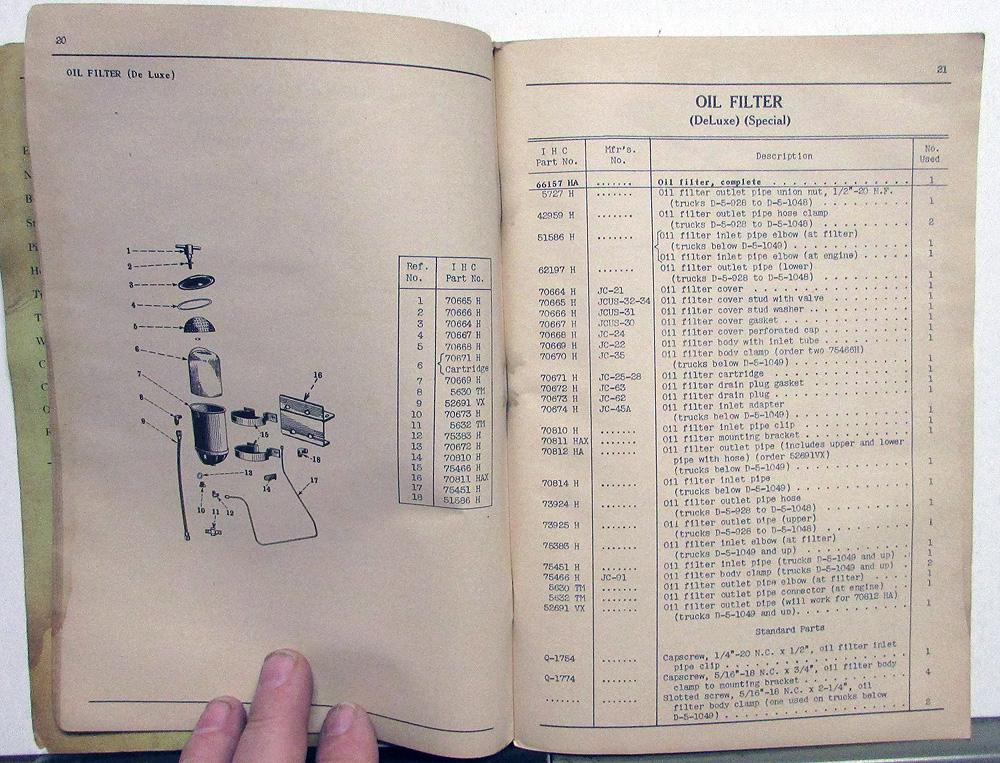 20
OIL FILTER (De Luxe)
1
2
3
4
5
6
7
8
9
16
15
18
13
14
17
10
11
12
Ref. No. I H C Part No.
1 70665 H
2 70666 H
3 70664 H
4 70667 H
5 70668 H
6 70671 H Cartridge
7 70669 H
8 5630 TM
9 52691 VX
10 70673 H
11 5632 TM
12 75383 H
13 70672 H
14 70810 H
15 75466 H
16 70811 HAX
17 75451 H
18 51586 H
21
OIL FILTER
(DeLuxe) (Special)
I H C Part No. Mfr's. No. Description No. Used
66157 HA ....... Oil filter, complete . . . . . . . . . . . . . 1
5727 H ....... Oil filter outlet pipe union nut, 1/2"-20 N.F.
(trucks D-5-928 to D-5-1048) . . . . . . . . . 1
42959 H ....... Oil filter outlet pipe hose clamp
(trucks D-5-928 to D-5-1048) . . . . . . . . . 2
51586 H ....... Oil filter inlet pipe elbow (at filter)
(trucks below D-5-1049) . . . . . . . . . . . 1
Oil filter inlet pipe elbow (at engine) . . . . 1
62197 H ....... Oil filter outlet pipe (lower)
(trucks D-5-928 to D-5-1048) . . . . . . . . . 1
70664 H JC-21 Oil filter cover . . . . . . . . . . . . . . . 1
70665 H JCUS-32-34 Oil filter cover stud with valve . . . . . . . 1
70666 H JCUS-31 Oil filter cover stud washer . . . . . . . . . 1
70667 H JCUS-30 Oil filter cover gasket . . . . . . . . . . . . 1
70668 H JC-24 Oil filter cover perforated cap . . . . . . . . 1
70669 H JC-22 Oil filter body with inlet tube . . . . . . . . 1
70670 H JC-35 Oil filter body clamp (order two 75466H)
(trucks below D-5-1049) . . . . . . . . . . . 1
70671 H JC-25-28 Oil filter cartridge . . . . . . . . . . . . . 1
70672 H JC-63 Oil filter drain plug gasket . . . . . . . . . 1
70673 H JC-62 Oil filter drain plug . . . . . . . . . . . . . 1
70674 H JC-45A Oil filter inlet adapter
(trucks below D-5-1049) . . . . . . . . . . . 1
70810 H ....... Oil filter inlet pipe clip . . . . . . . . . . 1
70811 HAX ....... Oil filter mounting bracket . . . . . . . . . . 1
70812 HA ....... Oil filter outlet pipe (includes upper and lower
pipe with hose) (order 52691VX)
(trucks below D-5-1049) . . . . . . . . . . . 1
70814 H ....... Oil filter inlet pipe
(trucks below D-5-1049) . . . . . . . . . . . 1
73924 H ....... Oil filter outlet pipe hose
(trucks D-5-928 to D-5-1048) . . . . . . . . . 1
73925 H ....... Oil filter outlet pipe (upper)
(trucks D-5-928 to D-5-1048) . . . . . . . . . 1
75383 H ....... Oil filter inlet elbow (at filter)
(trucks D-5-1049 and up) . . . . . . . . . . . 1
75451 H ....... Oil filter inlet pipe (trucks D-5-1049 and up) . 1
75466 H JC-91 Oil filter body clamp (trucks D-5-1049 and up) 2
5630 TM ....... Oil filter outlet pipe elbow (at filter) . . . . 1
5632 TM ....... Oil filter outlet pipe connector (at engine) . .
52691 VX ....... Oil filter outlet pipe (will work for 70812 HA)
(trucks D-5-1049 and up). . . . . . . . . . . 1
Standard Parts
Q-1754 ....... Capscrew, 1/4"-20 N.C. x 1/2", oil filter inlet
pipe clip . . . . . . . . . . . . . . . . . . 1
Q-1774 ....... Capscrew, 5/16"-18 N.C. x 3/4", oil filter body
clamp to mounting bracket . . . . . . . . . . 4
....... ....... Slotted screw, 5/16"-18 N.C. x 2-1/4", oil
filter body clamp (one used on trucks below
D-5-1049) . . . . . . . . . . . . . . . . . . 2